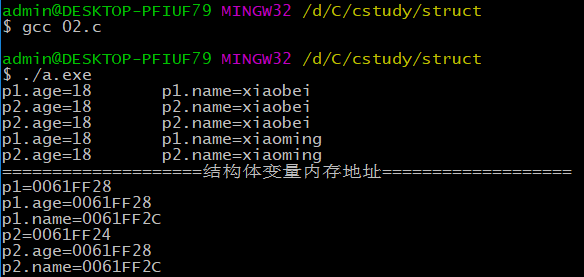 admin@DESKTOP-PFIUF79 MINGW32 /d/C/cstudy/struct
$ gcc 02.c
admin@DESKTOP-PFIUF79 MINGW32 /d/C/cstudy/struct
$ ./a.exe
p1.age=18 p1.name=xiaobei
p2.age=18 p2.name=xiaobei
p2.age=18 p2.name=xiaobei
p1.age=18 p1.name=xiaoming
p2.age=18 p2.name=xiaoming
====================结构体变量内存地址===================
p1=0061FF28
p1.age=0061FF28
p1.name=0061FF2C
p2=0061FF24
p2.age=0061FF28
p2.name=0061FF2C